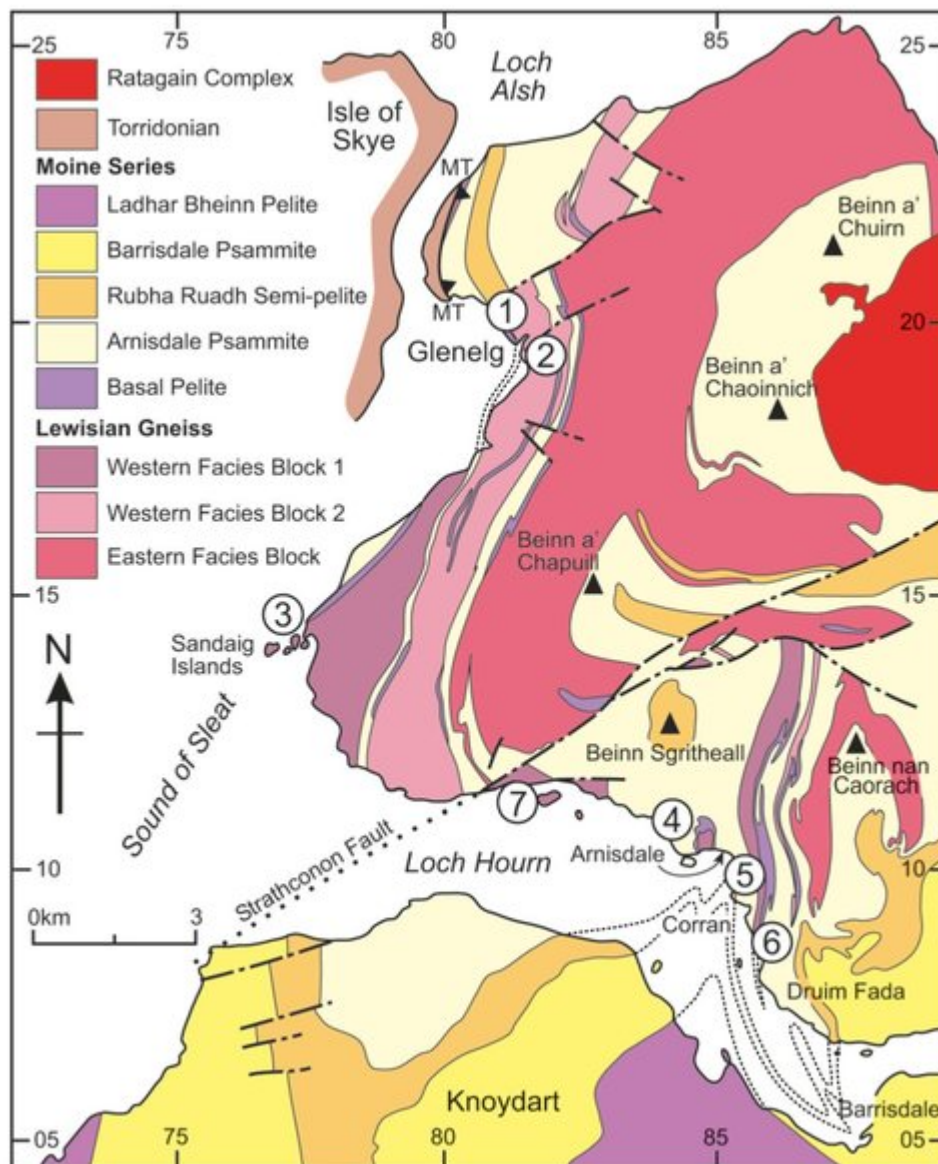 75
80
85
25
25
Loch
Alsh
Isle of
Skye
Ratagain Complex
Torridonian
Moine Series
Ladhar Bheinn Pelite
Barrisdale Psammite
Rubha Ruadh Semi-pelite
Arnisdale Psammite
Basal Pelite
Lewisian Gneiss
Western Facies Block 1
Western Facies Block 2
Eastern Facies Block
MT
MT
Beinn a'
Chuirn
1
20
Glenelg
2
Beinn a'
Chaoinnich
Beinn a'
Chapuill
15
15
3
Sandaig
Islands
N
Sound of Sleat
Beinn Sgritheall
Beinn nan
Caorach
7
4
Strathconon Fault
Loch Hourn
Arnisdale
10
5
0km
3
Corran
6
Druim Fada
Knoydart
Barrisdale
05
75
80
85
05